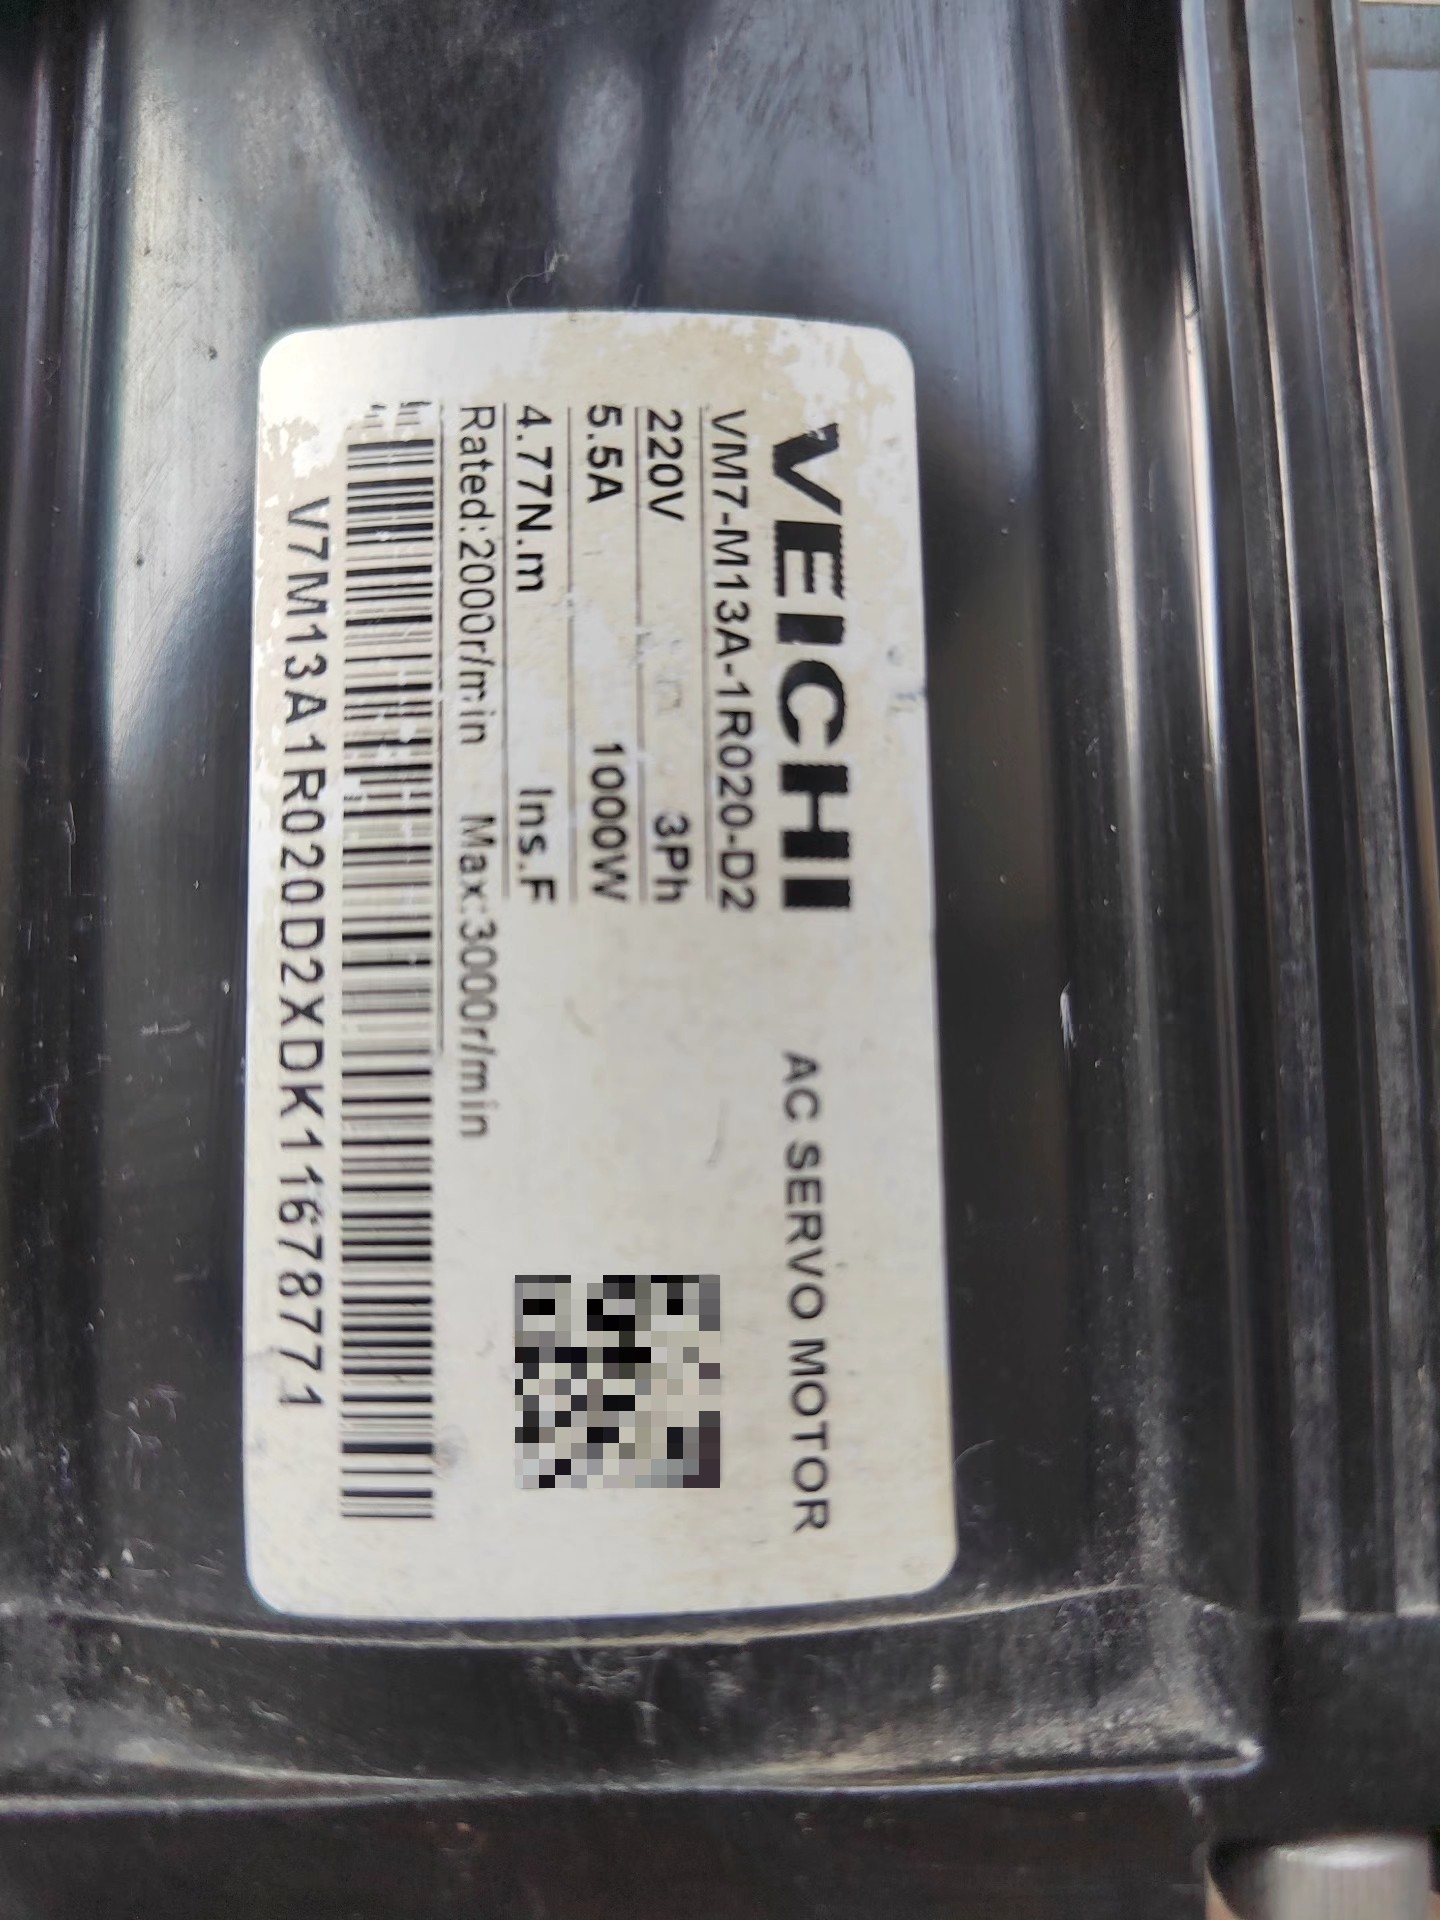 VEICHI AC SERVO MOTOR
VM7-M13A-1R020-D2
220V 3Ph
5.5A 1000W
4.77N.m Ins.F
Rated:2000r/min Max:3000r/min
V7M13A1R020D2XDK11678771